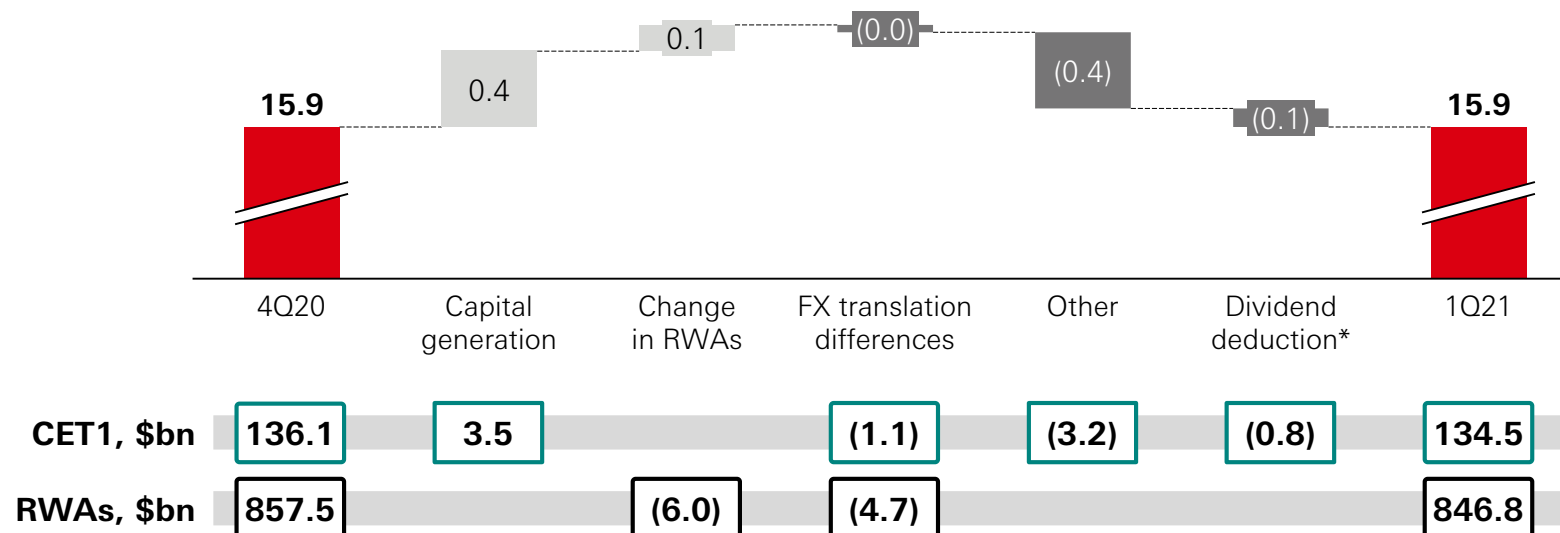 15.9
0.4
0.1
(0.0)
(0.4)
(0.1)
15.9
4Q20
Capital
generation
Change
in RWAs
FX translation
differences
Other
Dividend
deduction*
1Q21
CET1, $bn 136.1 3.5 (1.1) (3.2) (0.8) 134.5
RWAs, $bn 857.5 (6.0) (4.7) 846.8